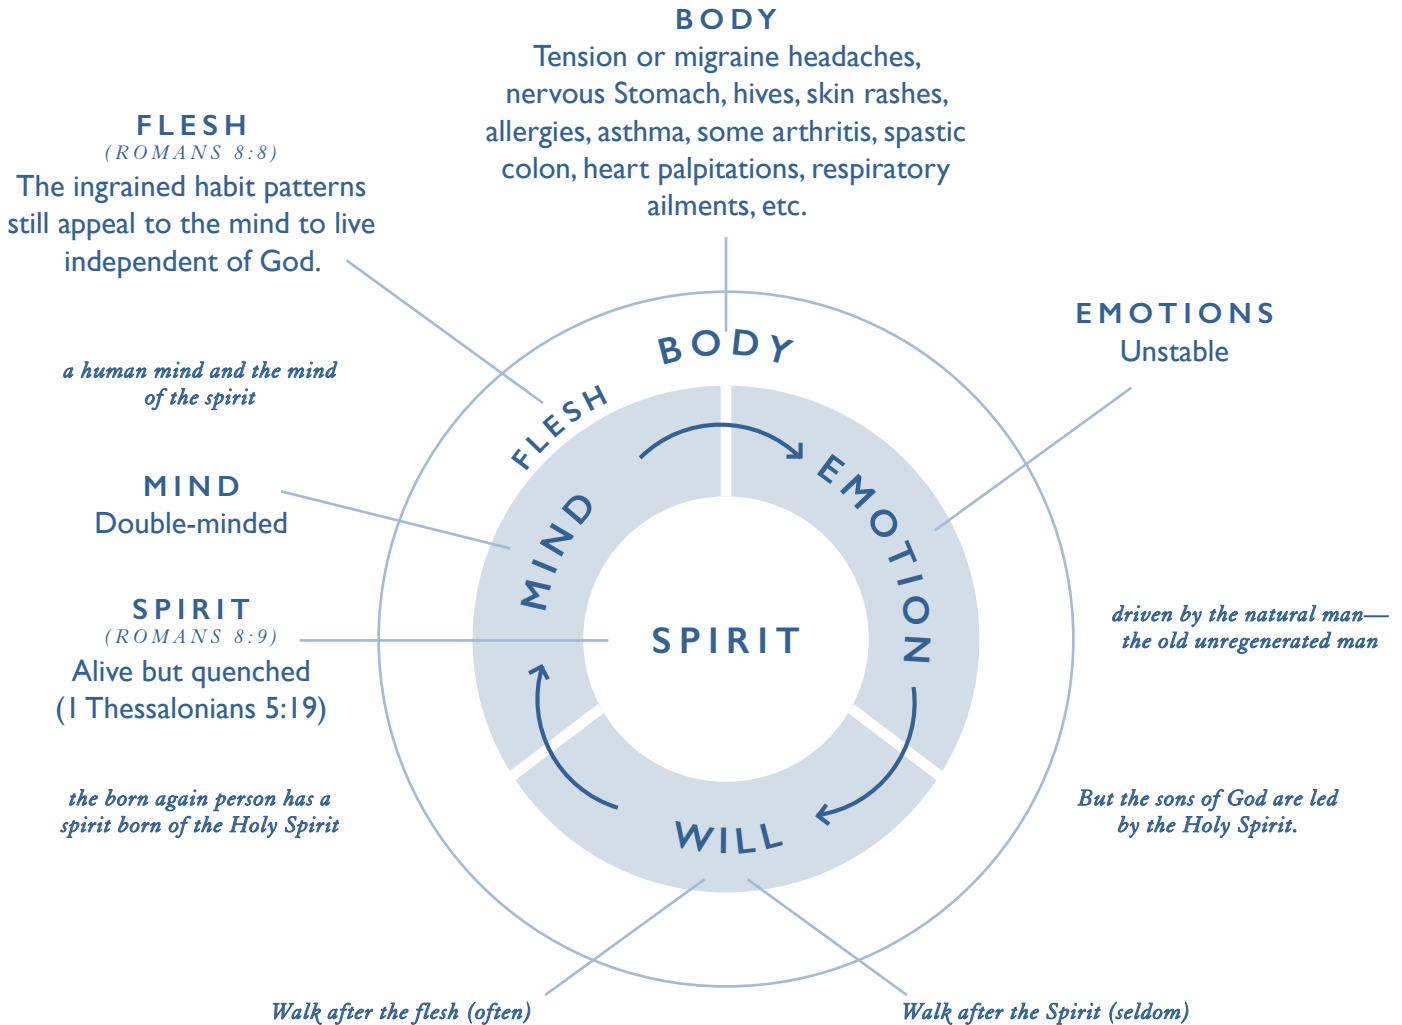 BODY
Tension or migraine headaches,
nervous Stomach, hives, skin rashes,
allergies, asthma, some arthritis, spastic
colon, heart palpitations, respiratory
ailments, etc.
FLESH
(ROMANS 8:8)
The ingrained habit patterns
still appeal to the mind to live
independent of God.
EMOTIONS
Unstable
a human mind and the mind
of the spirit
MIND
Double-minded
SPIRIT
(ROMANS 8:9)
Alive but quenched
(1 Thessalonians 5:19)
the born again person has a
spirit born of the Holy Spirit
BODY
FLESH
MIND
EMOTION
SPIRIT
WILL
driven by the natural man—
the old unregenerated man
But the sons of God are led
by the Holy Spirit.
Walk after the flesh (often)
Walk after the Spirit (seldom)